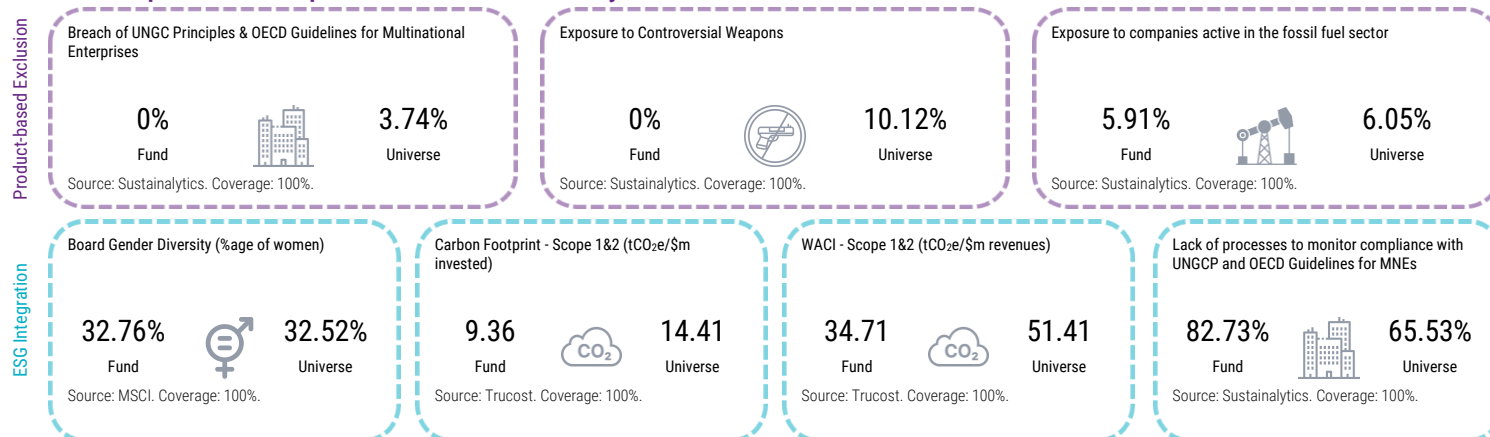 Product-based Exclusion
Breach of UNGC Principles & OECD Guidelines for Multinational
Enterprises
0%
3.74%
Fund
Universe
Source: Sustainalytics. Coverage: 100%.
Exposure to Controversial Weapons
0%
10.12%
Fund
Universe
Source: Sustainalytics. Coverage: 100%.
Exposure to companies active in the fossil fuel sector
5.91%
6.05%
Fund
Universe
Source: Sustainalytics. Coverage: 100%.
ESG Integration
Board Gender Diversity (%age of women)
32.76%
32.52%
Fund
Universe
Source: MSCI. Coverage: 100%.
Carbon Footprint - Scope 1&2 (tCO₂e/$m
invested)
9.36
CO₂
14.41
Fund
Universe
Source: Trucost. Coverage: 100%.
WACI - Scope 1&2 (tCO₂e/$m revenues)
34.71
CO₂
51.41
Fund
Universe
Source: Trucost. Coverage: 100%.
Lack of processes to monitor compliance with
UNGCP and OECD Guidelines for MNEs
82.73%
65.53%
Fund
Universe
Source: Sustainalytics. Coverage: 100%.